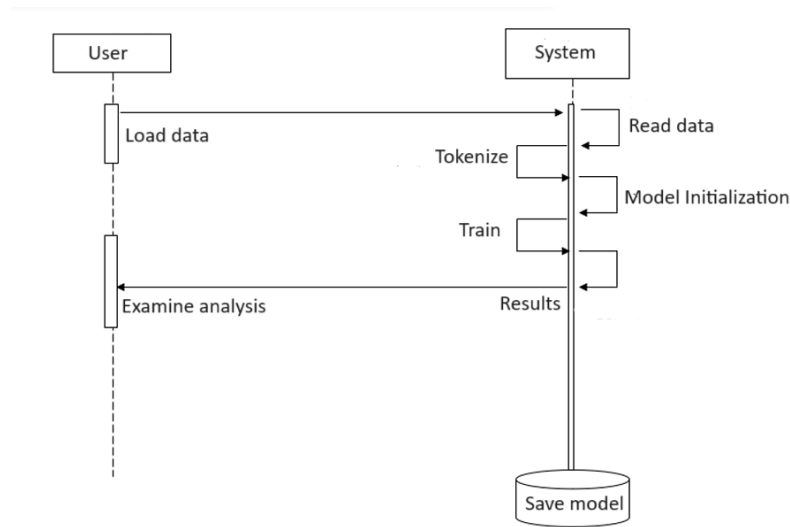 User
System
Load data
Read data
Tokenize
Model Initialization
Train
Examine analysis
Results
Save model